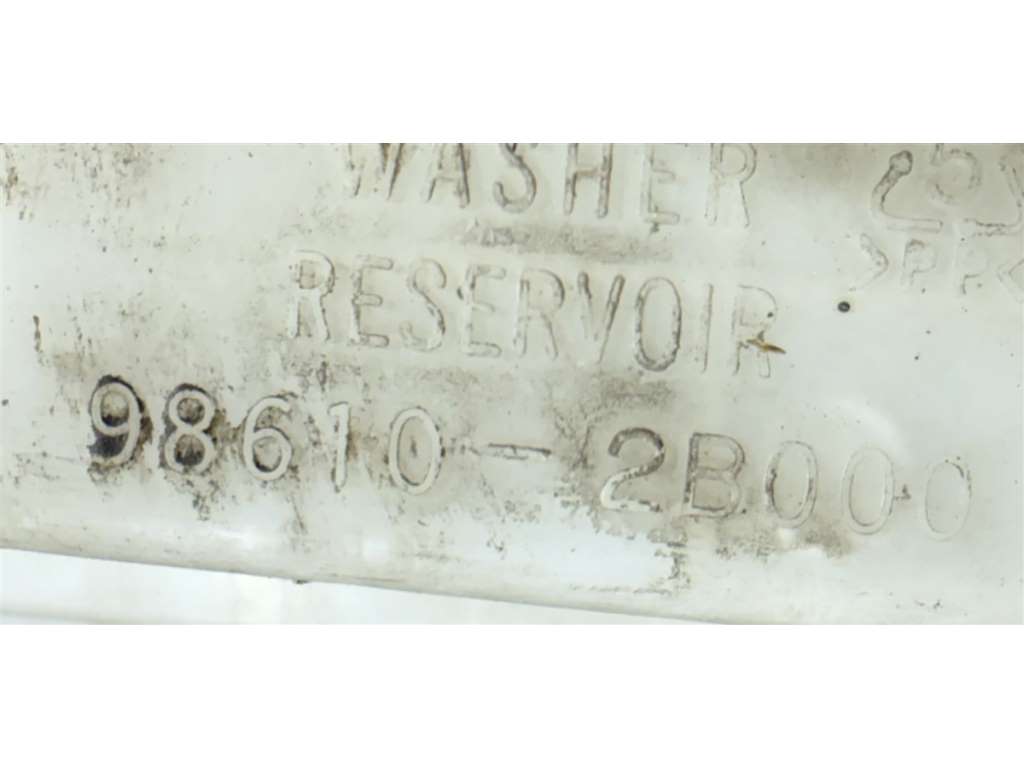 WASHER
>PP<
RESERVOIR
98610-2B000